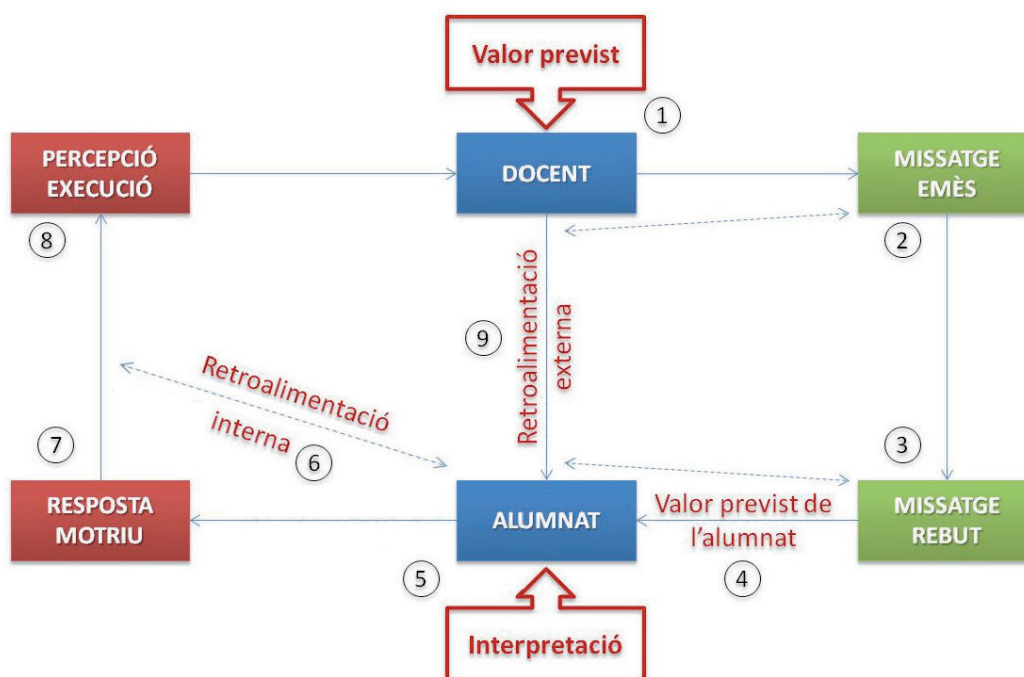 Valor previst
1
PERCEPCIÓ
EXECUCIÓ
DOCENT
MISSATGE
EMÈS
8
2
Retroalimentació
externa
9
Retroalimentació
interna
6
7
3
RESPOSTA
MOTRIU
ALUMNAT
Valor previst de
l'alumnat
MISSATGE
REBUT
5
4
Interpretació